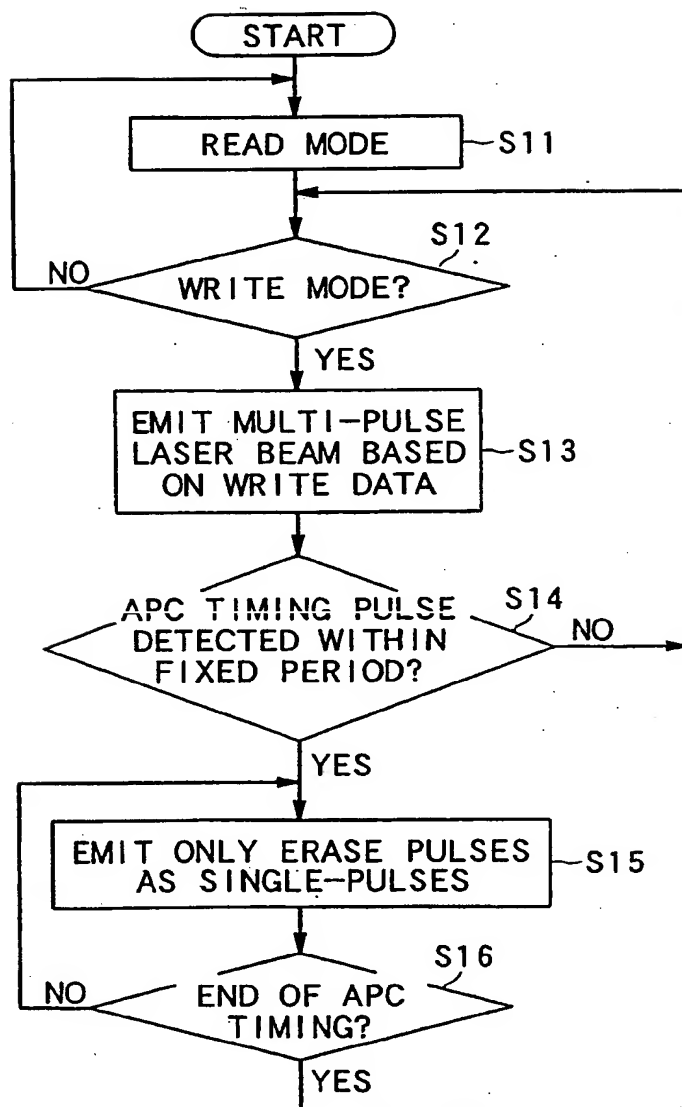 START
READ MODE
S11
S12
NO
WRITE MODE?
YES
EMIT MULTI-PULSE
LASER BEAM BASED
ON WRITE DATA
S13
APC TIMING PULSE
DETECTED WITHIN
FIXED PERIOD?
S14
NO
YES
EMIT ONLY ERASE PULSES
AS SINGLE-PULSES
S15
S16
NO
END OF APC
TIMING?
YES